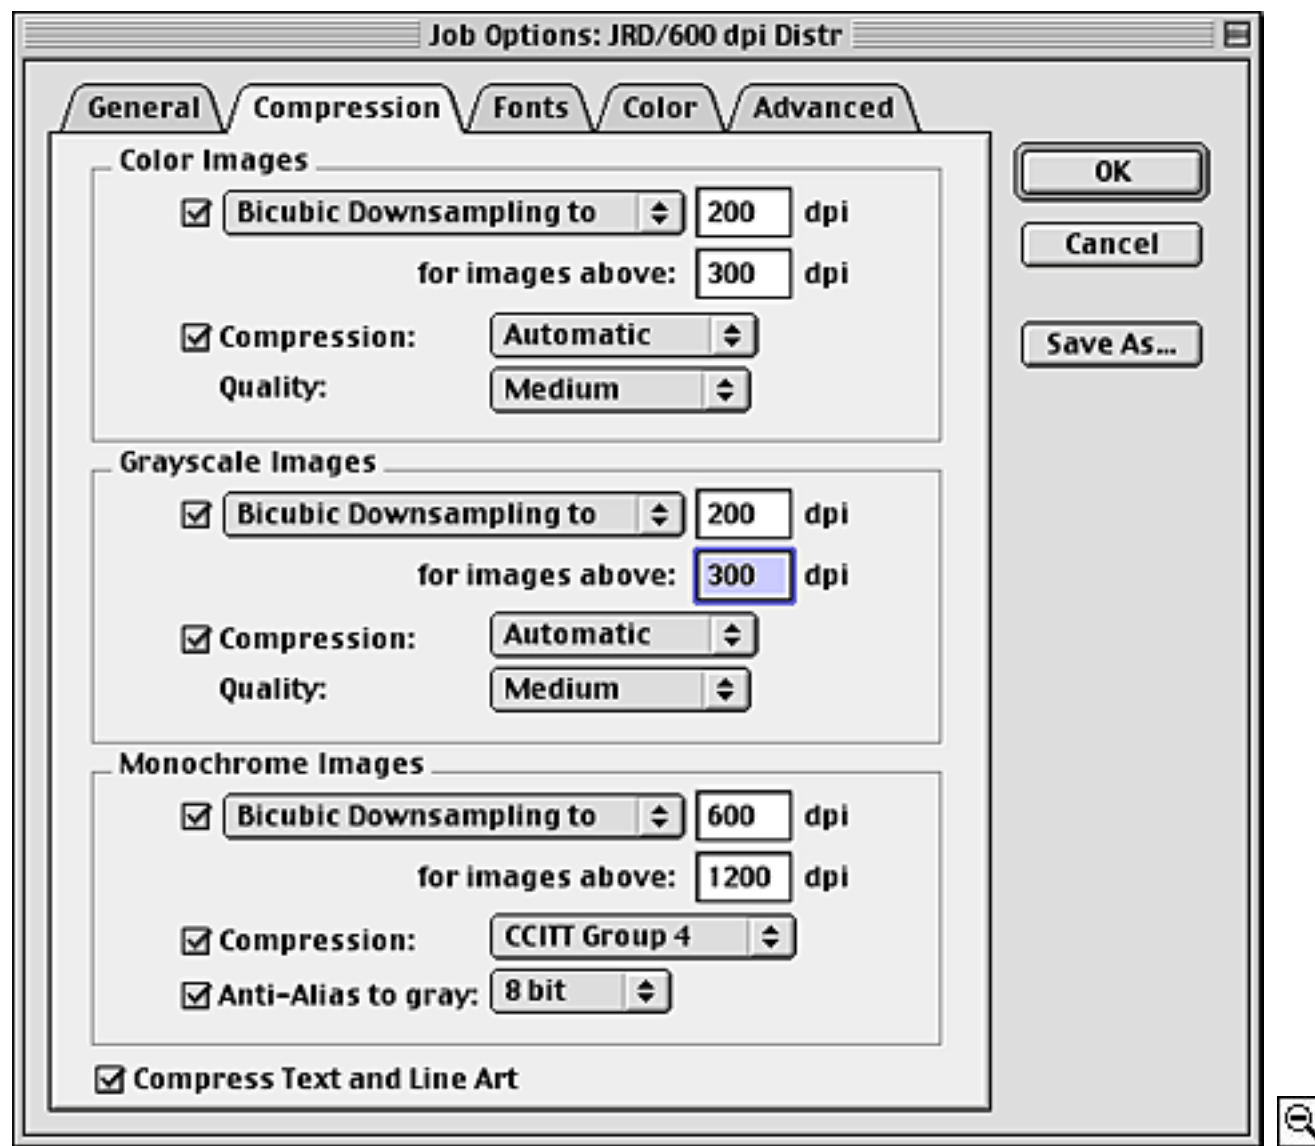 Job Options: JRD/600 dpi Distr
General Compression Fonts Color Advanced
Color Images
Bicubic Downsampling to 200 dpi
for images above: 300 dpi
Compression: Automatic
Quality: Medium
Grayscale Images
Bicubic Downsampling to 200 dpi
for images above: 300 dpi
Compression: Automatic
Quality: Medium
Monochrome Images
Bicubic Downsampling to 600 dpi
for images above: 1200 dpi
Compression: CCITT Group 4
Anti-Alias to gray: 8 bit
Compress Text and Line Art
OK
Cancel
Save As...